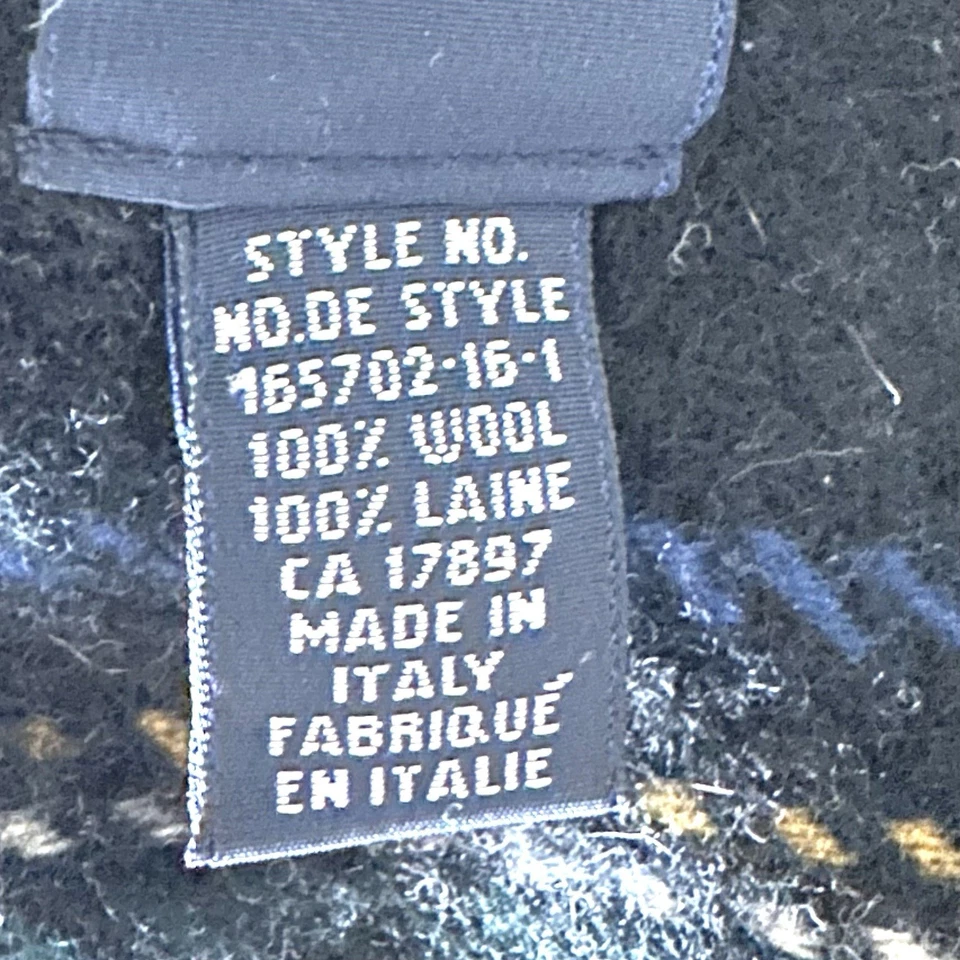 STYLE NO.
NO.DE STYLE
165702-16-1
100% WOOL
100% LAINE
CA 17897
MADE IN
ITALY
FABRIQUÉ
EN ITALIE